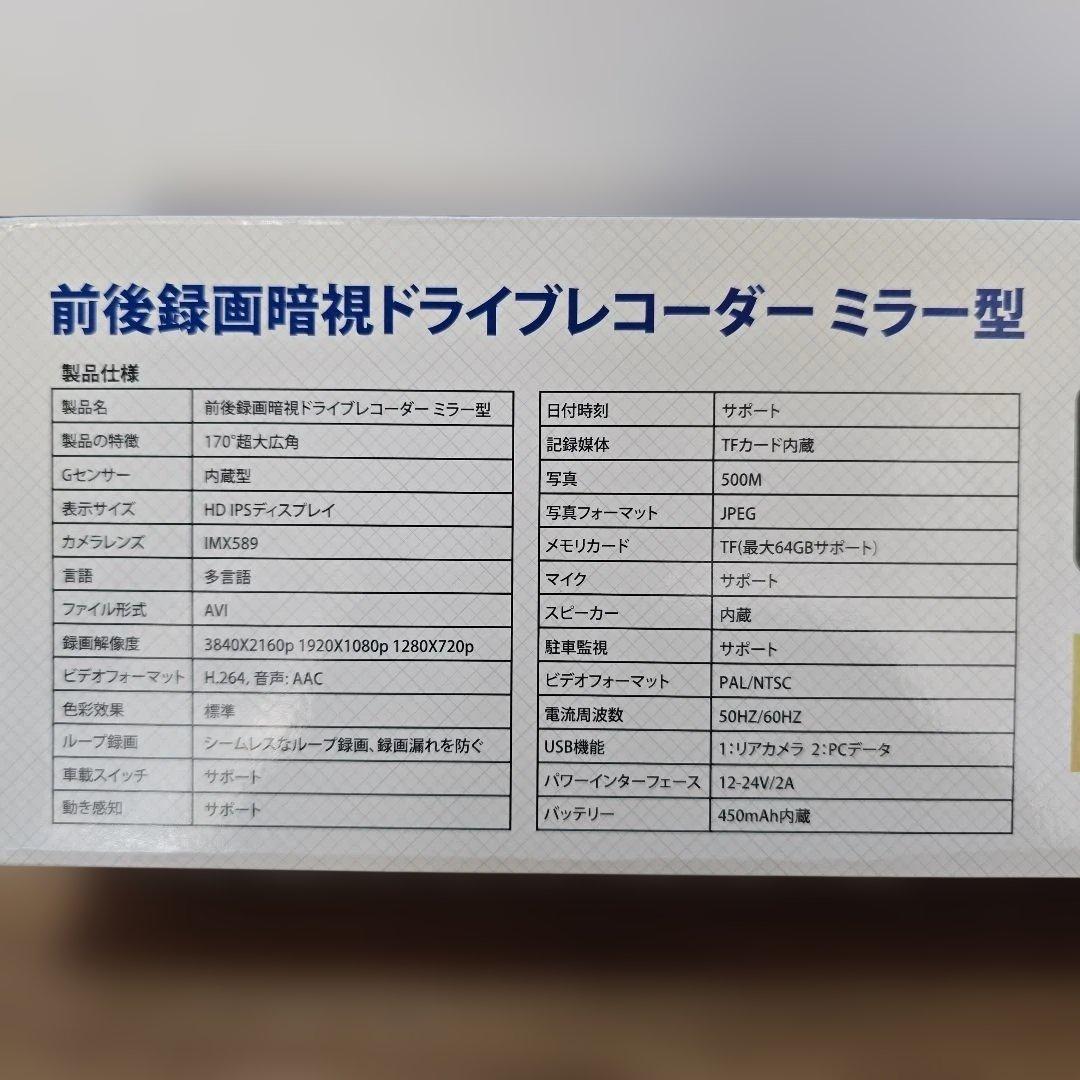 前後録画暗視ドライブレコーダー ミラー型
製品仕様
製品名 前後録画暗視ドライブレコーダー ミラー型
製品の特徴 170°超大広角
Gセンサー 内蔵型
表示サイズ HD IPSディスプレイ
カメラレンズ IMX589
言語 多言語
ファイル形式 AVI
録画解像度 3840X2160p 1920X1080p 1280X720p
ビデオフォーマット H.264, 音声: AAC
色彩効果 標準
ループ録画 シームレスなループ録画、録画漏れを防ぐ
車載スイッチ サポート
動き感知 サポート
日付時刻 サポート
記録媒体 TFカード内蔵
写真 500M
写真フォーマット JPEG
メモリカード TF(最大64GBサポート)
マイク サポート
スピーカー 内蔵
駐車監視 サポート
ビデオフォーマット PAL/NTSC
電流周波数 50HZ/60HZ
USB機能 1:リアカメラ 2:PCデータ
パワーインターフェース 12-24V/2A
バッテリー 450mAh内蔵